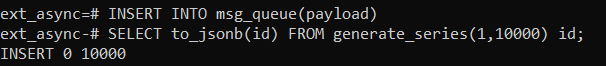 ext_async=# INSERT INTO msg_queue(payload)
ext_async-# SELECT to_jsonb(id) FROM generate_series(1,10000) id;
INSERT 0 10000